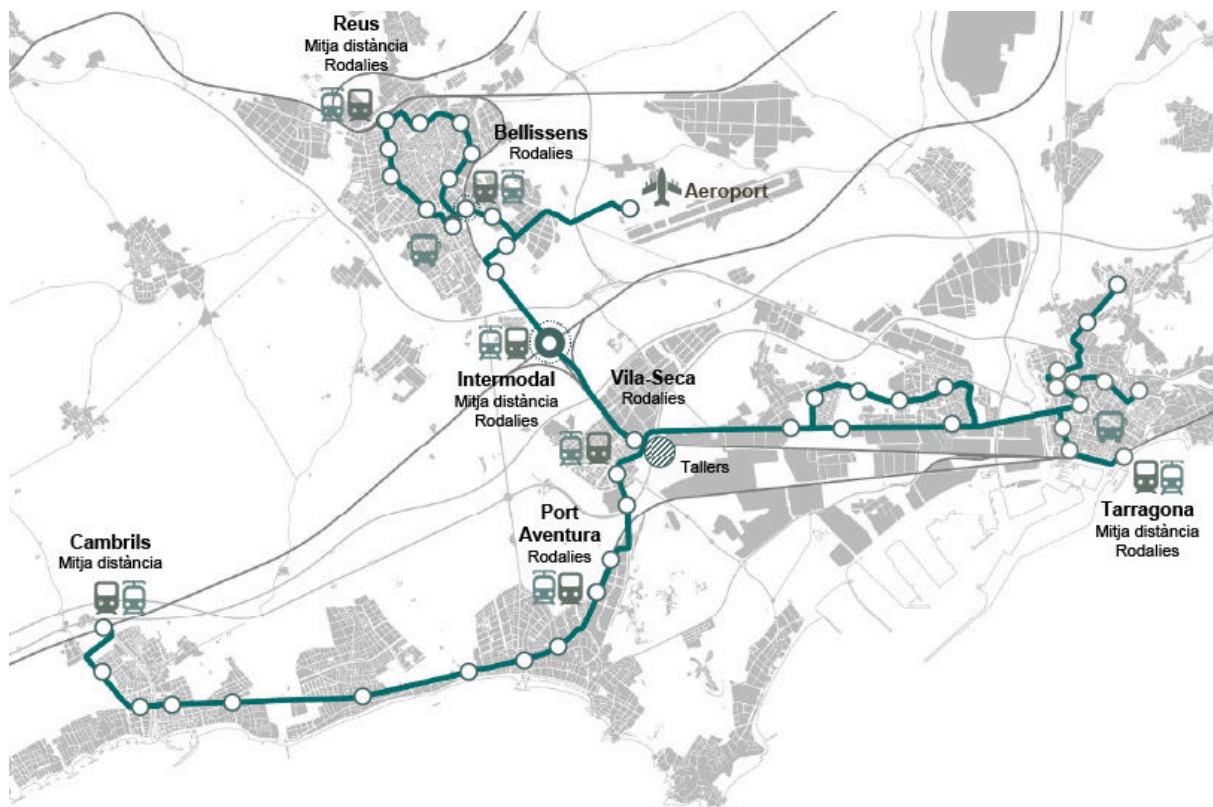 Reus
Mitja distància
Rodalies
Bellissens
Rodalies
Aeroport
Intermodal
Mitja distància
Rodalies
Vila-Seca
Rodalies
Tallers
Port
Aventura
Rodalies
Cambrils
Mitja distància
Tarragona
Mitja distància
Rodalies